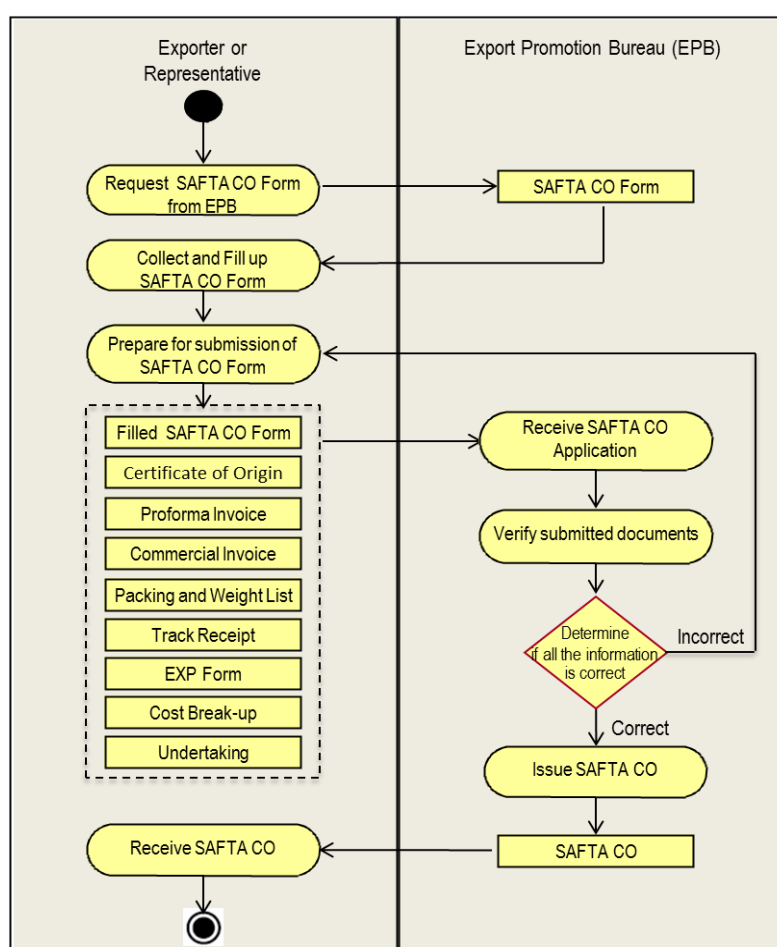 Exporter or
Representative
Export Promotion Bureau (EPB)
Request SAFTA CO Form
from EPB
SAFTA CO Form
Collect and Fill up
SAFTA CO Form
Prepare for submission of
SAFTA CO Form
Filled SAFTA CO Form
Certificate of Origin
Proforma Invoice
Commercial Invoice
Packing and Weight List
Track Receipt
EXP Form
Cost Break-up
Undertaking
Receive SAFTA CO
Application
Verify submitted documents
Determine
if all the information
is correct
Incorrect
Correct
Issue SAFTA CO
SAFTA CO
Receive SAFTA CO